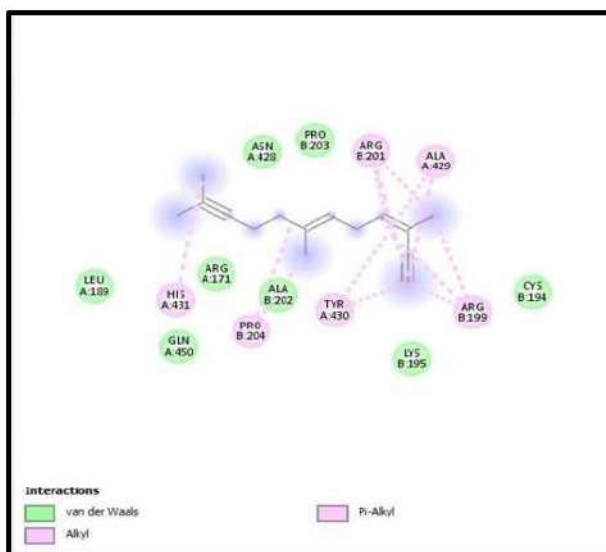 PRO
B:203
ASN
A:428
ARG
B:201
ALA
A:429
LEU
A:189
ARG
A:171
HIS
A:431
ALA
B:202
TYR
A:430
ARG
B:199
CYS
B:194
PRO
B:204
GLN
A:450
LYS
B:195
Interactions
van der Waals
Pi-Alkyl
Alkyl